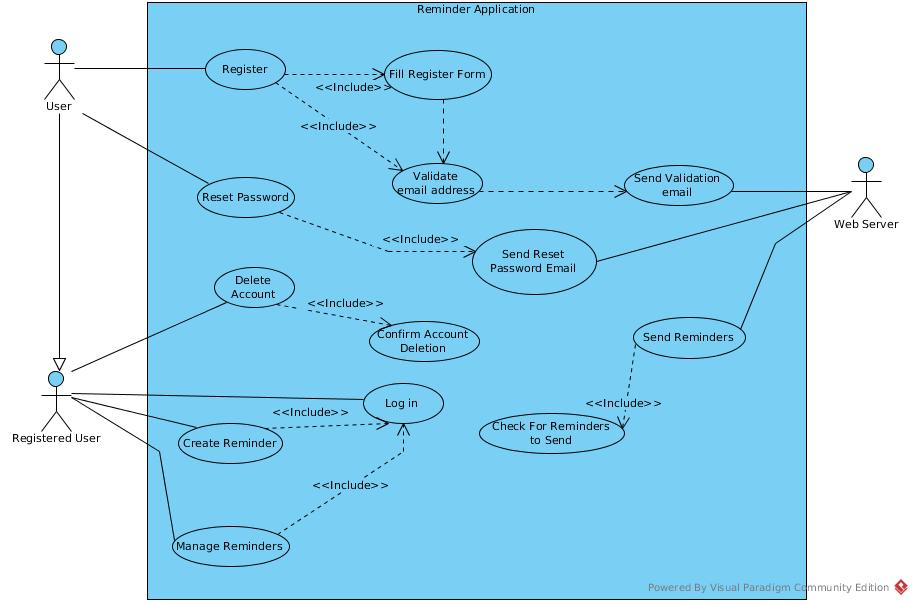 Reminder Application
Register
Fill Register Form
<<Include>>
User
<<Include>>
Validate
email address
Send Validation
email
Reset Password
Web Server
<<Include>>
Send Reset
Password Email
Delete
Account
<<Include>>
Confirm Account
Deletion
Send Reminders
Log in
<<Include>>
<<Include>>
Registered User
Create Reminder
Check For Reminders
to Send
<<Include>>
Manage Reminders
Powered By Visual Paradigm Community Edition